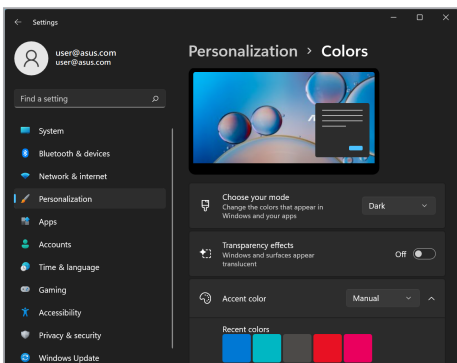 Settings
user@asus.com
user@asus.com
Find a setting
System
Bluetooth & devices
Network & internet
Personalization
Apps
Accounts
Time & language
Gaming
Accessibility
Privacy & security
Windows Update
Personalization > Colors
Choose your mode
Change the colors that appear in
Windows and your apps
Dark
Transparency effects
Windows and surfaces appear
translucent
Off
Accent color
Manual
Recent colors